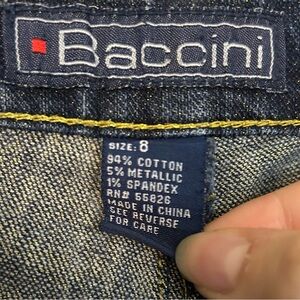 Baccini
SIZE: 8
94% COTTON
5% METALLIC
1% SPANDEX
RN# 55826
MADE IN CHINA
SEE REVERSE
FOR CARE